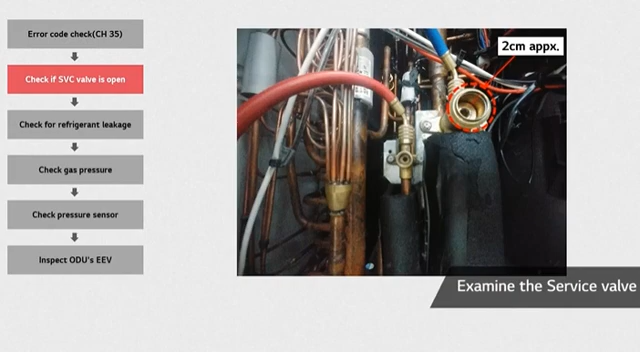 Error code check(CH 35)
Check if SVC valve is open
Check for refrigerant leakage
Check gas pressure
Check pressure sensor
Inspect ODU's EEV
2cm appx.
Examine the Service valve